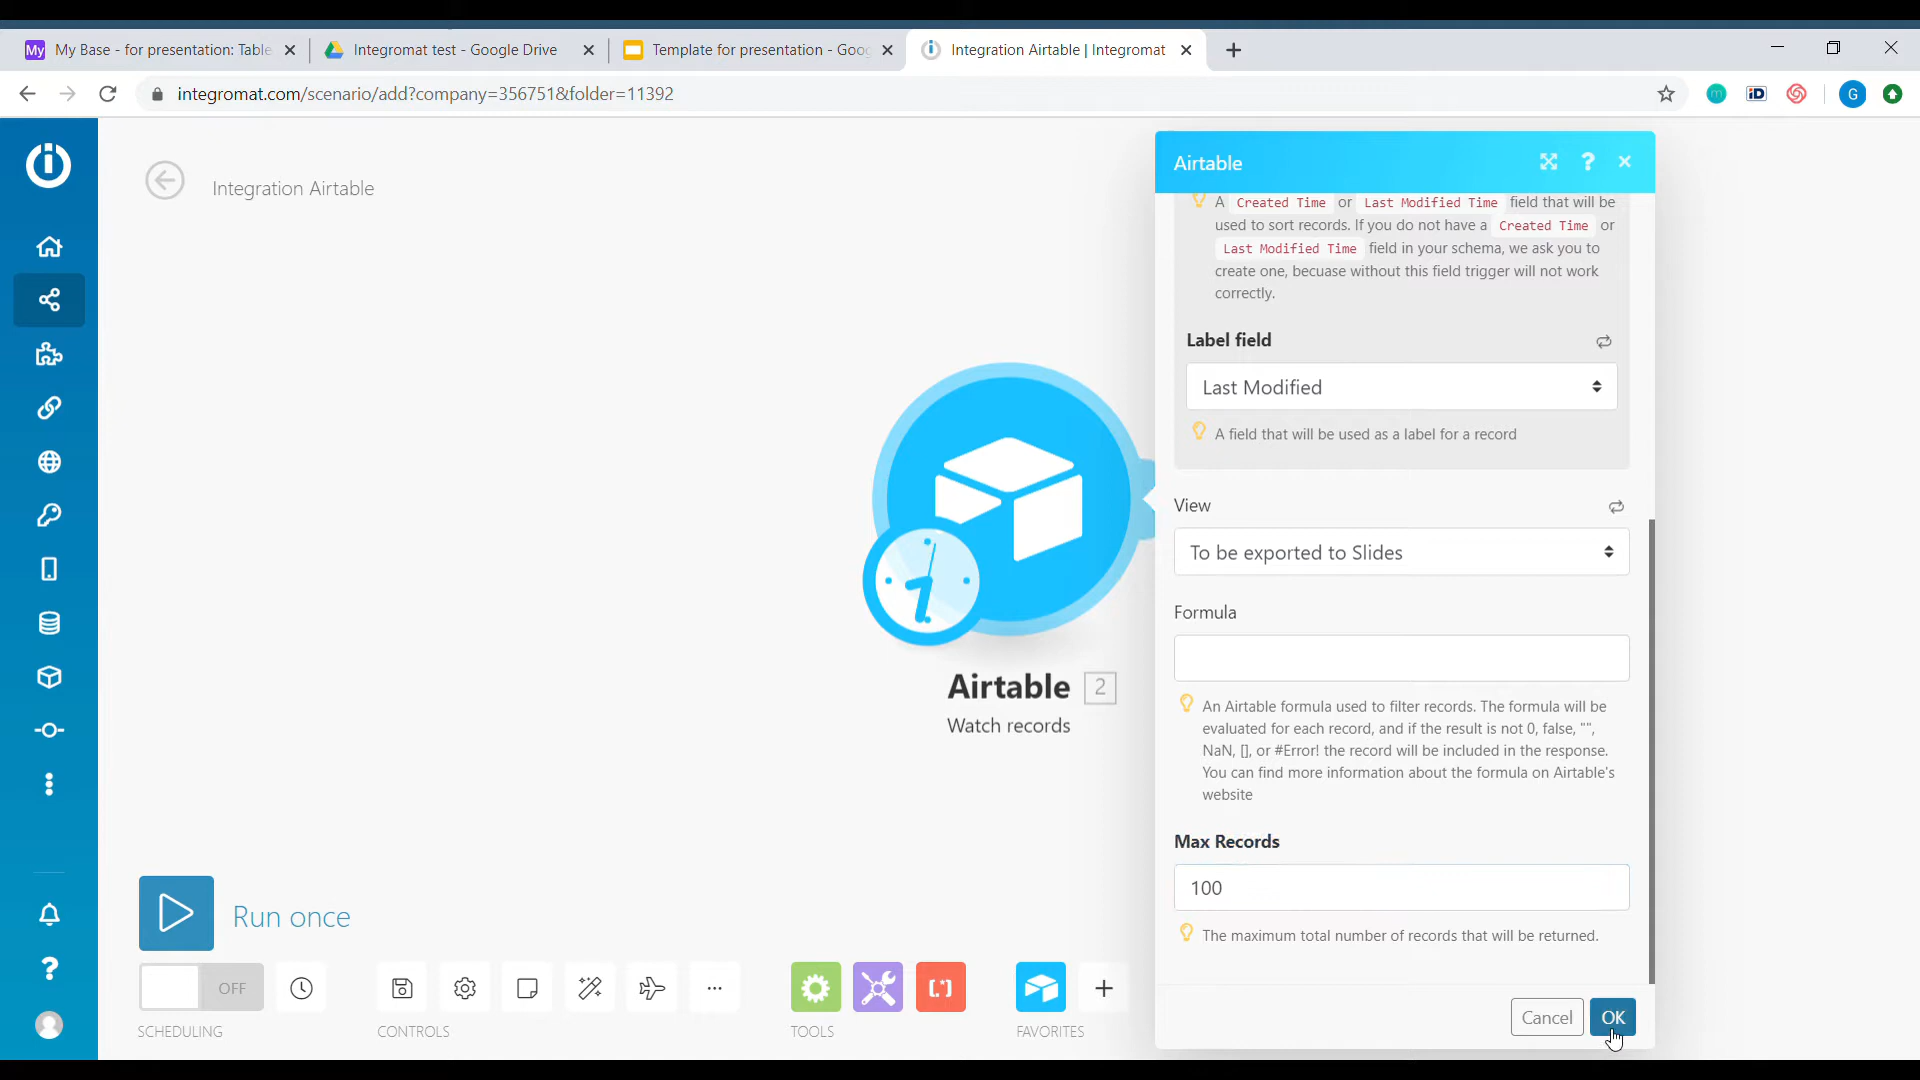 My Base - for presentation: Table
Integromat test - Google Drive
Template for presentation - Goog
Integration Airtable | Integromat
integromat.com/scenario/add?company=356751&folder=11392
G
Integration Airtable
Airtable
A Created Time or Last Modified Time field that will be
used to sort records. If you do not have a Created Time or
Last Modified Time field in your schema, we ask you to
create one, becuase without this field trigger will not work
correctly.
Label field
Last Modified
A field that will be used as a label for a record
View
To be exported to Slides
Formula
An Airtable formula used to filter records. The formula will be
evaluated for each record, and if the result is not 0, false, "",
NaN, [], or #Error! the record will be included in the response.
You can find more information about the formula on Airtable's
website
Max Records
100
The maximum total number of records that will be returned.
Cancel
OK
Airtable 2
Watch records
Run once
OFF
SCHEDULING
CONTROLS
TOOLS
FAVORITES